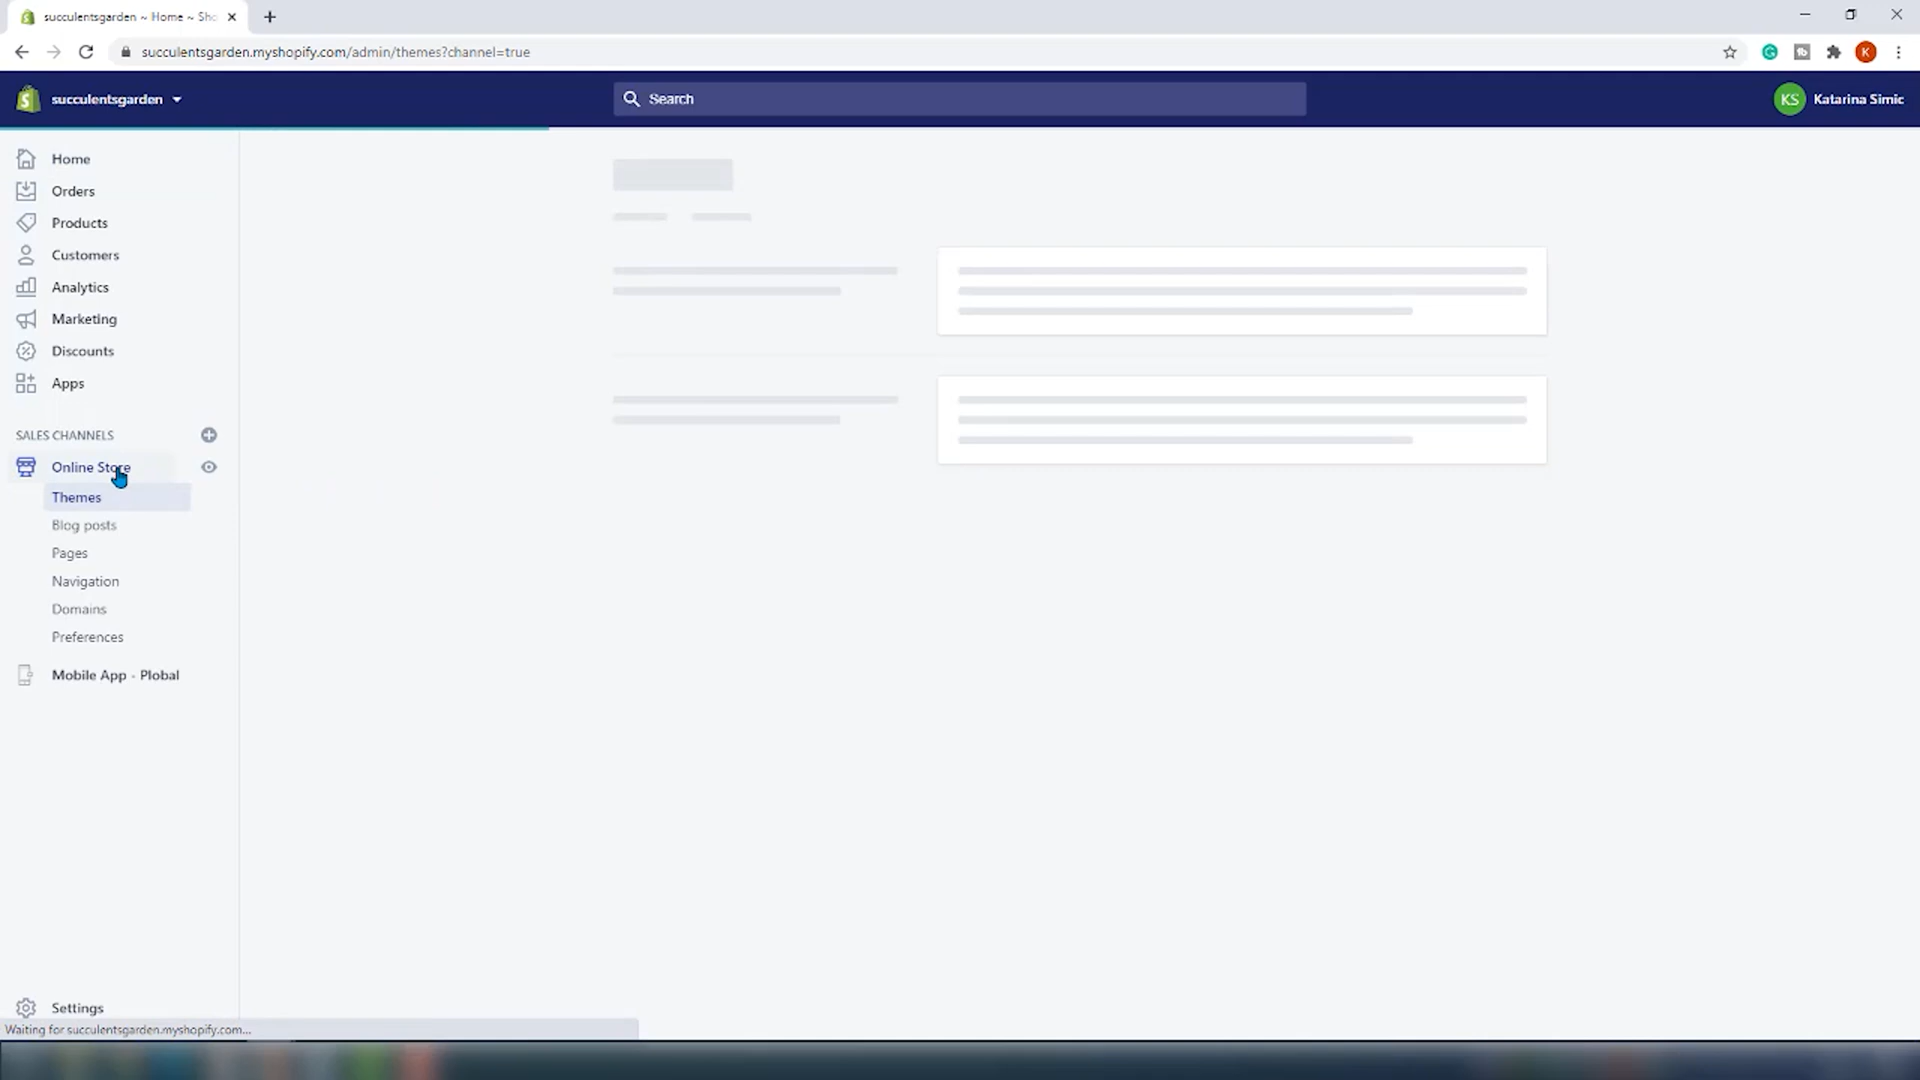 succulentsgarden ~ Home ~ Sho
succulentsgarden.myshopify.com/admin/themes?channel=true
K
succulentsgarden
Search
KS Katarina Simic
Home
Orders
Products
Customers
Analytics
Marketing
Discounts
Apps
SALES CHANNELS
Online Store
Themes
Blog posts
Pages
Navigation
Domains
Preferences
Mobile App - Plobal
Settings
Waiting for succulentsgarden.myshopify.com...